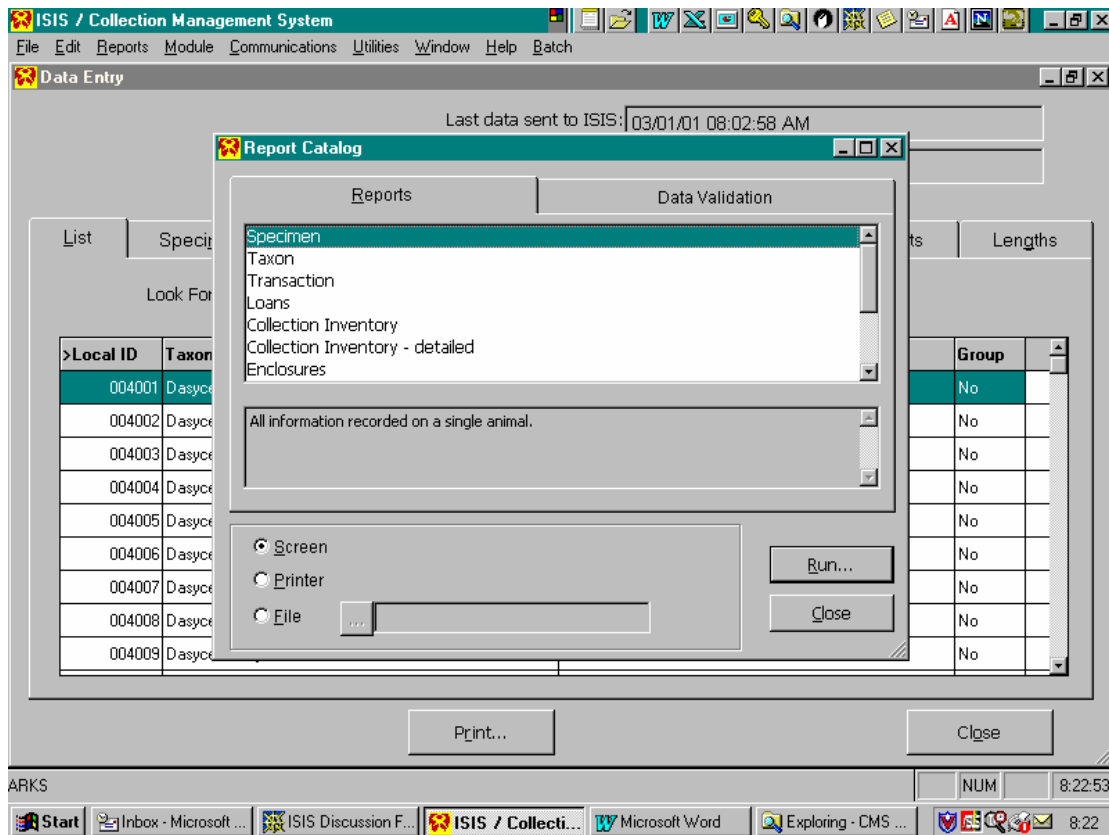 ISIS / Collection Management System
File Edit Reports Module Communications Utilities Window Help Batch
Data Entry
Last data sent to ISIS: 03/01/01 08:02:58 AM
Report Catalog
Reports Data Validation
List Speci ts Lengths
Specimen
Taxon
Transaction
Look For
Loans
Collection Inventory
Collection Inventory - detailed
Enclosures
>Local ID Taxon Group
004001 Dasyce No
All information recorded on a single animal.
004002 Dasyce No
004003 Dasyce No
004004 Dasyce No
004005 Dasyce No
004006 Dasyce No
004007 Dasyce No
004008 Dasyce No
004009 Dasyce No
Screen
Printer
File ...
Run...
Close
Print... Close
ARKS NUM 8:22:53
Start Inbox - Microsoft ... ISIS Discussion F... ISIS / Collecti... Microsoft Word Exploring - CMS ... 8:22